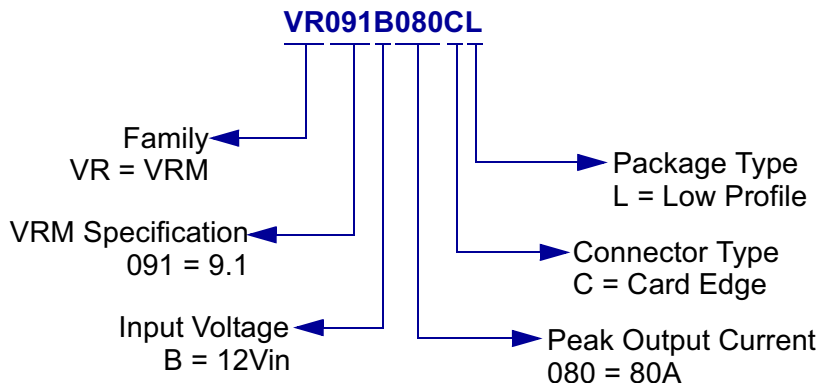 VR091B080CL
Family
VR = VRM
VRM Specification
091 = 9.1
Input Voltage
B = 12Vin
Package Type
L = Low Profile
Connector Type
C = Card Edge
Peak Output Current
080 = 80A